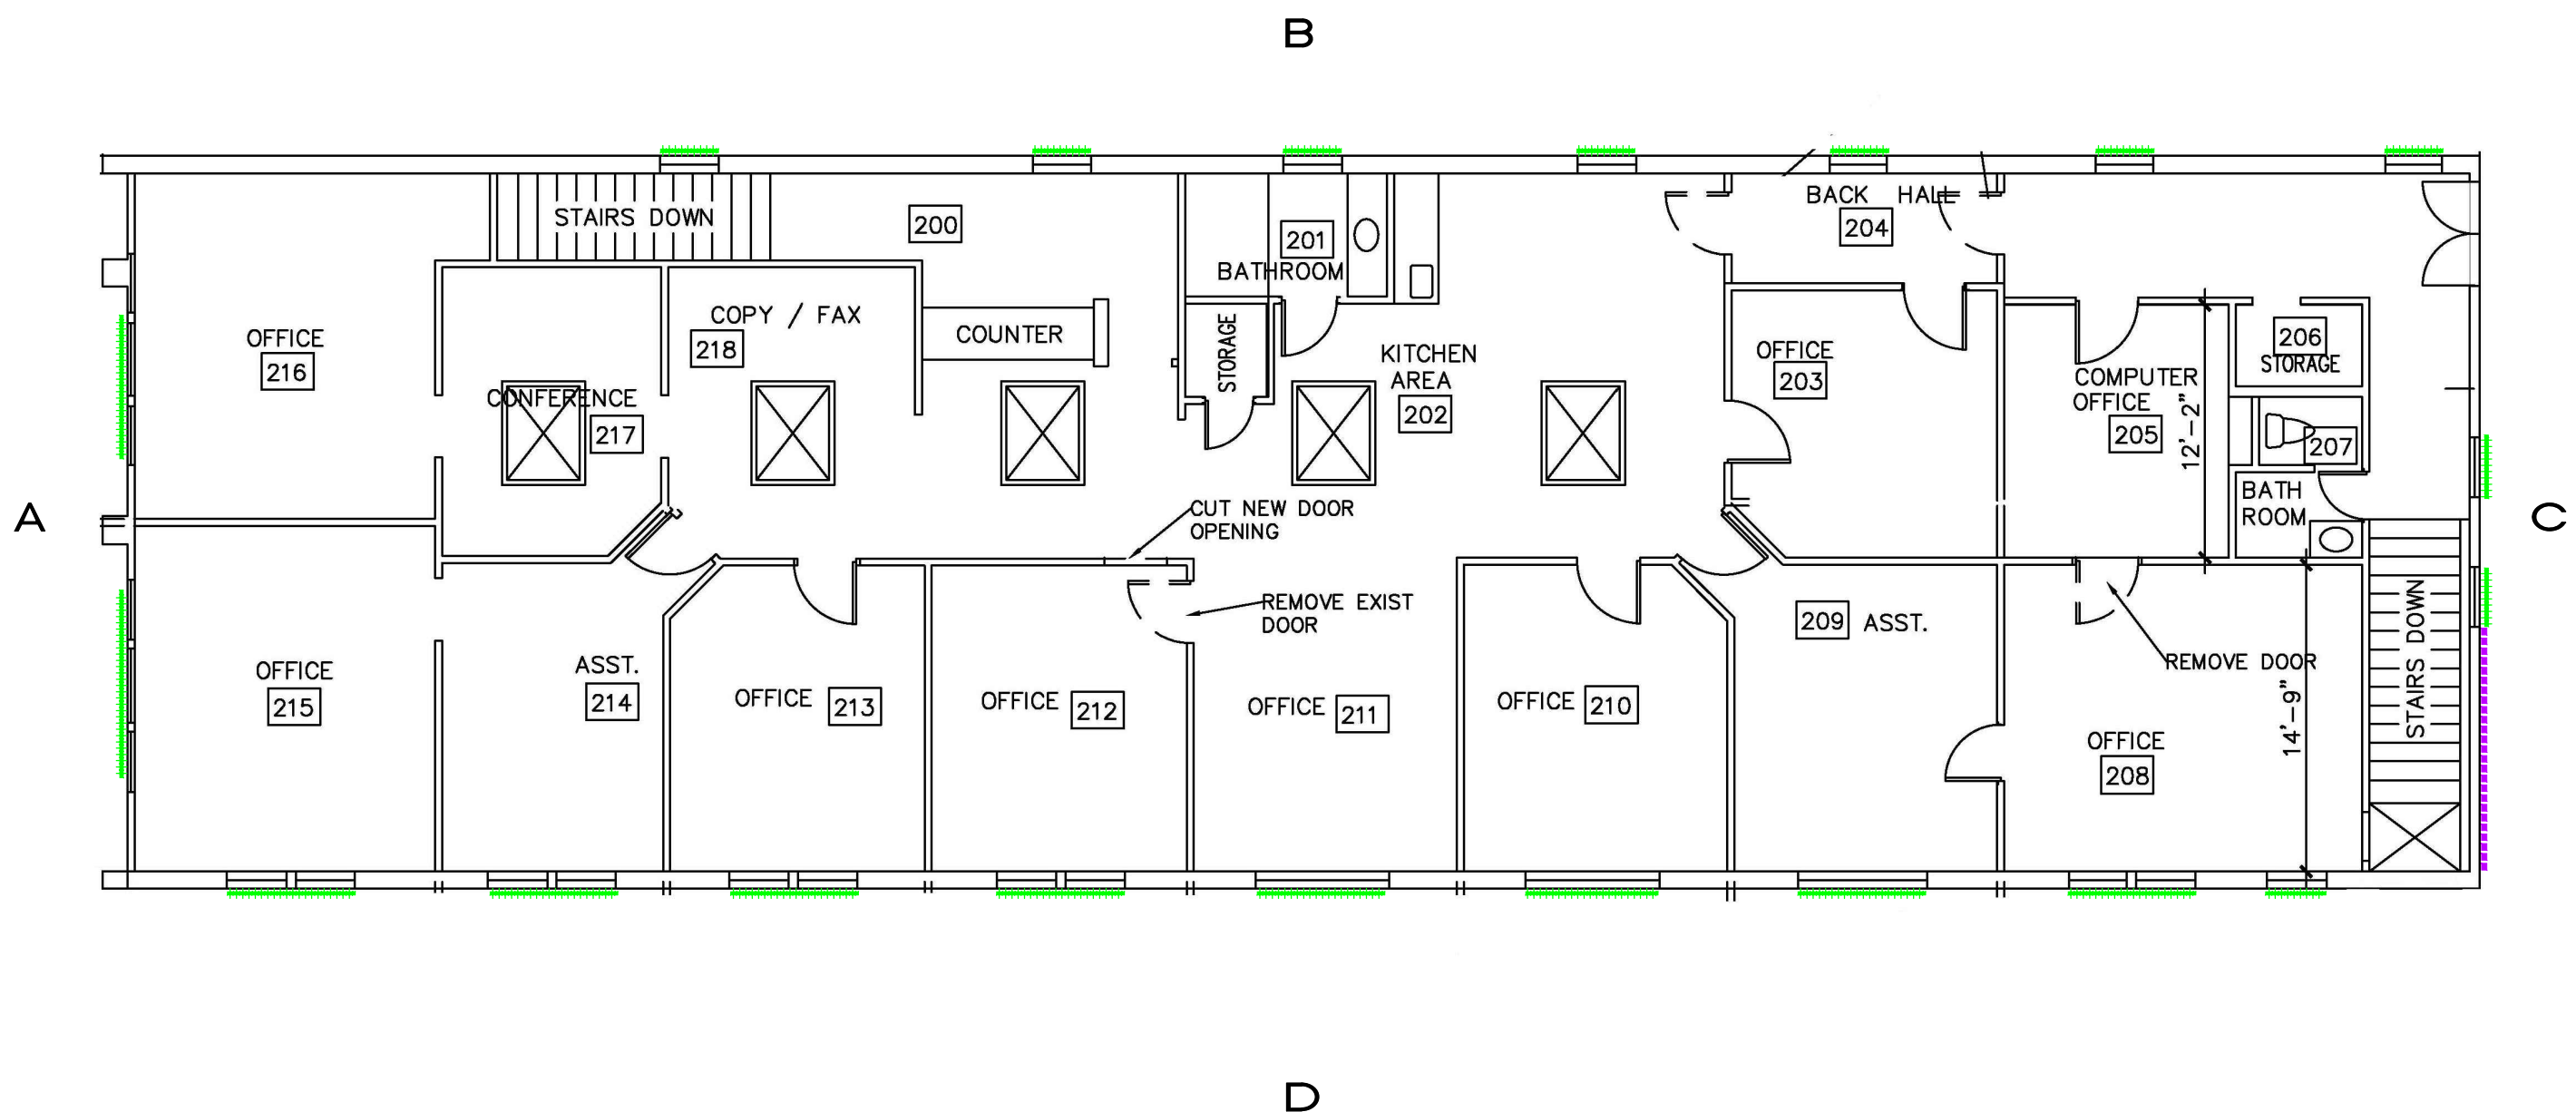 B
STAIRS DOWN
200
201
BATHROOM
BACK HALL
204
OFFICE
216
COPY / FAX
218
COUNTER
STORAGE
KITCHEN
AREA
202
OFFICE
203
COMPUTER
OFFICE
205
12'-2"
206
STORAGE
CONFERENCE
217
207
BATH
ROOM
A
C
CUT NEW DOOR
OPENING
REMOVE EXIST
DOOR
209 ASST.
REMOVE DOOR
STAIRS DOWN
OFFICE
215
ASST.
214
OFFICE 213
OFFICE 212
OFFICE 211
OFFICE 210
OFFICE
208
14'-9"
D